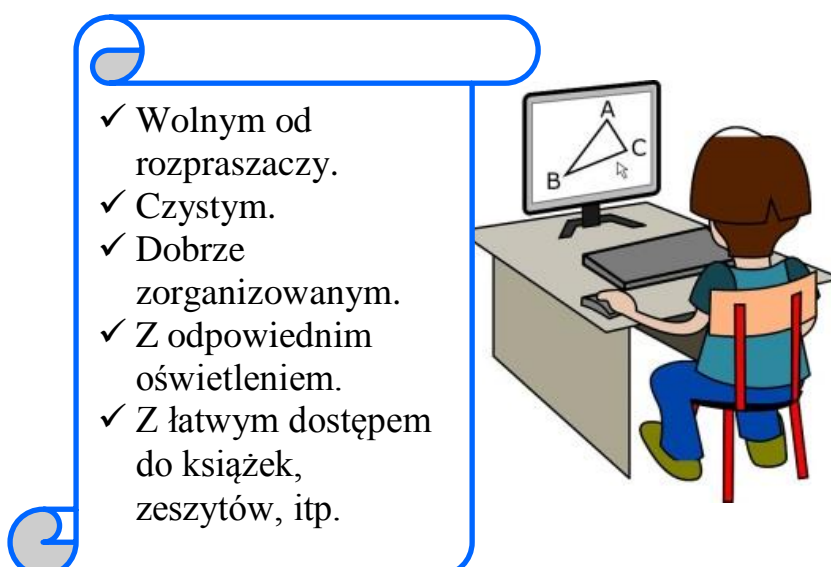 ✓ Wolnym od
rozpraszaczy.
✓ Czystym.
✓ Dobrze
zorganizowanym.
✓ Z odpowiednim
oświetleniem.
✓ Z łatwym dostępem
do książek,
zeszytów, itp.
A
C
B